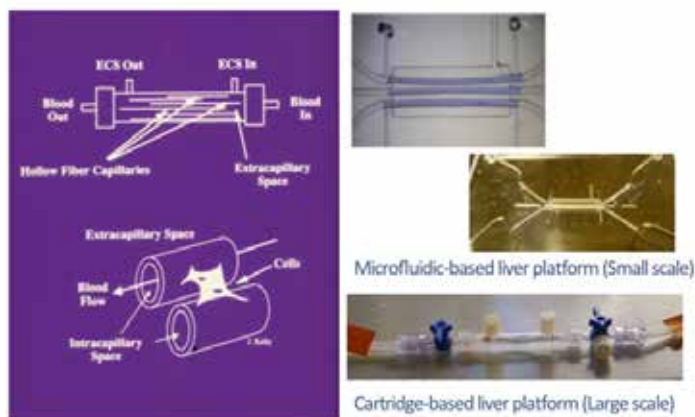 ECS Out
ECS In
Blood
Out
Blood
In
Hollow Fiber Capillaries
Extracapillary
Space
Extracapillary Space
Cells
Blood
Flow
Intracapillary
Space
Microfluidic-based liver platform (Small scale)
Cartridge-based liver platform (Large scale)